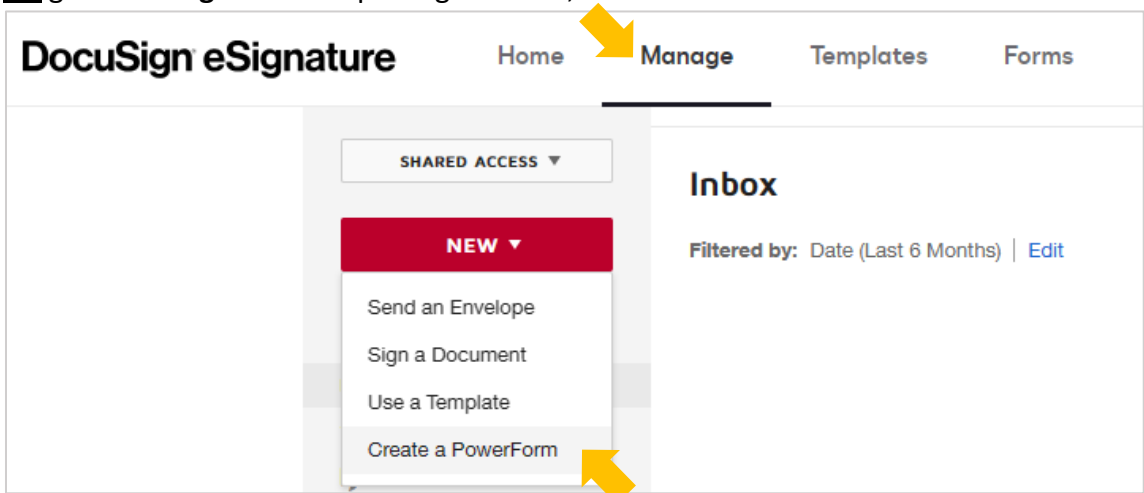 DocuSign eSignature Home Manage Templates Forms
SHARED ACCESS ▼
Inbox
NEW ▼
Filtered by: Date (Last 6 Months) | Edit
Send an Envelope
Sign a Document
Use a Template
Create a PowerForm